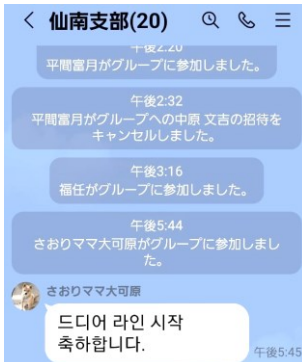 仙南支部(20)
午後2:20
平間富月がグループに参加しました。
午後2:32
平間富月がグループへの中原 文吉の招待を
キャンセルしました。
午後3:16
福任がグループに参加しました。
午後5:44
さおりママ大可原がグループに参加しまし
た。
さおりママ大可原
드디어 라인 시작
축하합니다.
午後5:45